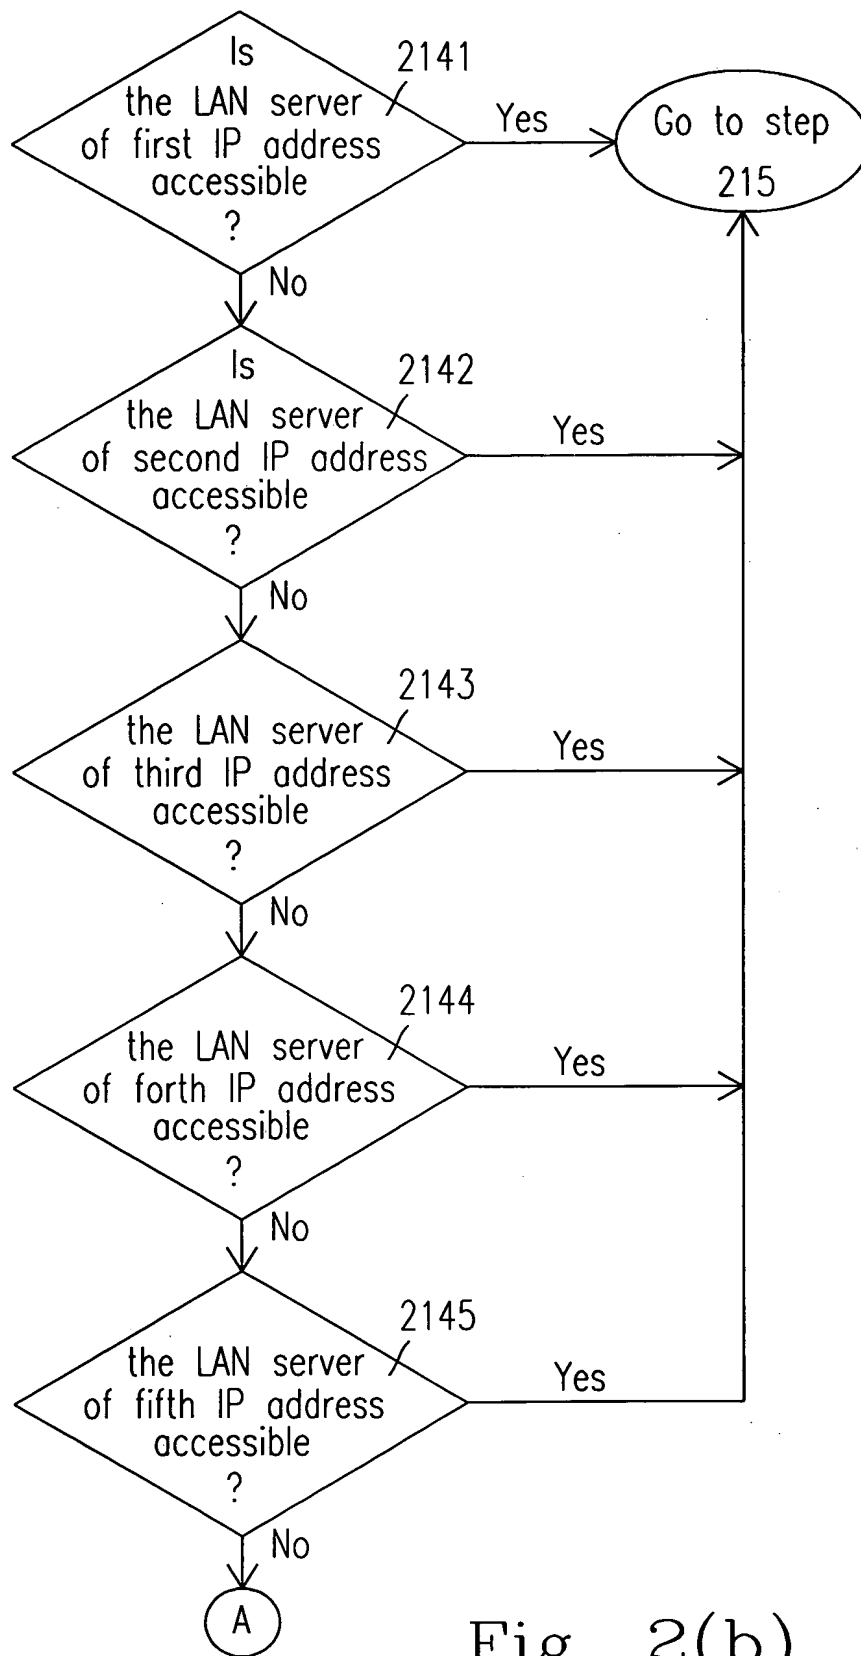 Is
the LAN server
of first IP address
accessible
?
2141
Yes
Go to step
215
No
Is
the LAN server
of second IP address
accessible
?
2142
Yes
No
the LAN server
of third IP address
accessible
?
2143
Yes
No
the LAN server
of forth IP address
accessible
?
2144
Yes
No
the LAN server
of fifth IP address
accessible
?
2145
Yes
No
A
Fig. 2(b)